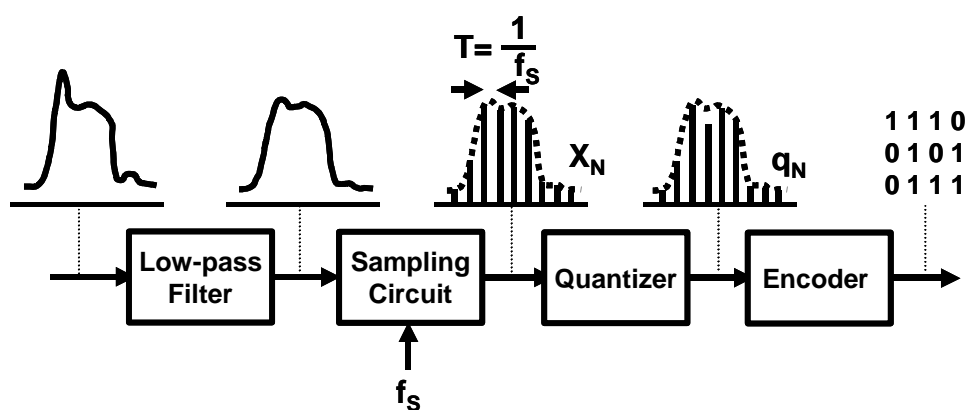 T= 1
fS
XN
qN
1 1 1 0
0 1 0 1
0 1 1 1
Low-pass
Filter
Sampling
Circuit
Quantizer
Encoder
fS